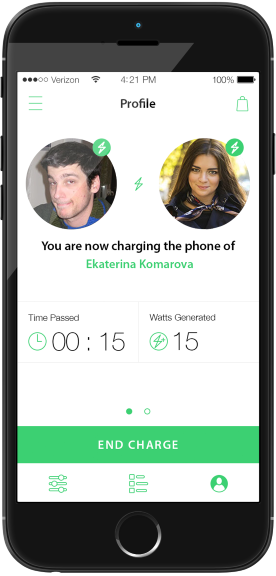 Verizon 4:21 PM 100%
Profile
You are now charging the phone of
Ekaterina Komarova
Time Passed Watts Generated
00 : 15 15
END CHARGE